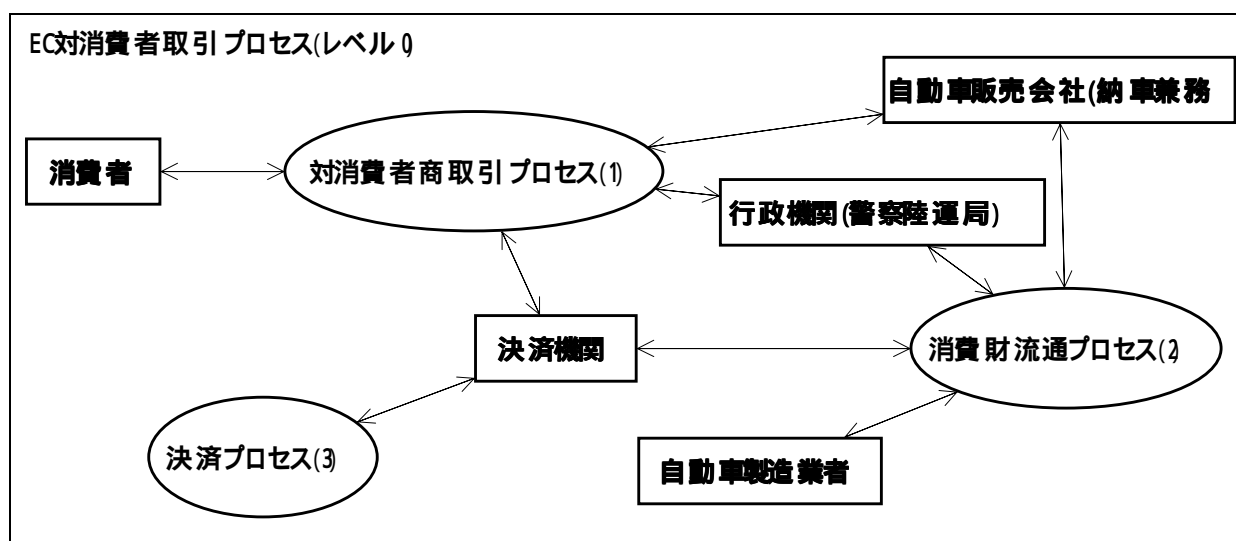 EC対消費者取引プロセス(レベル0)
自動車販売会社(納車兼務
消費者
対消費者商取引プロセス(1)
行政機関(警察陸運局)
決済機関
消費財流通プロセス(2)
決済プロセス(3)
自動車製造業者